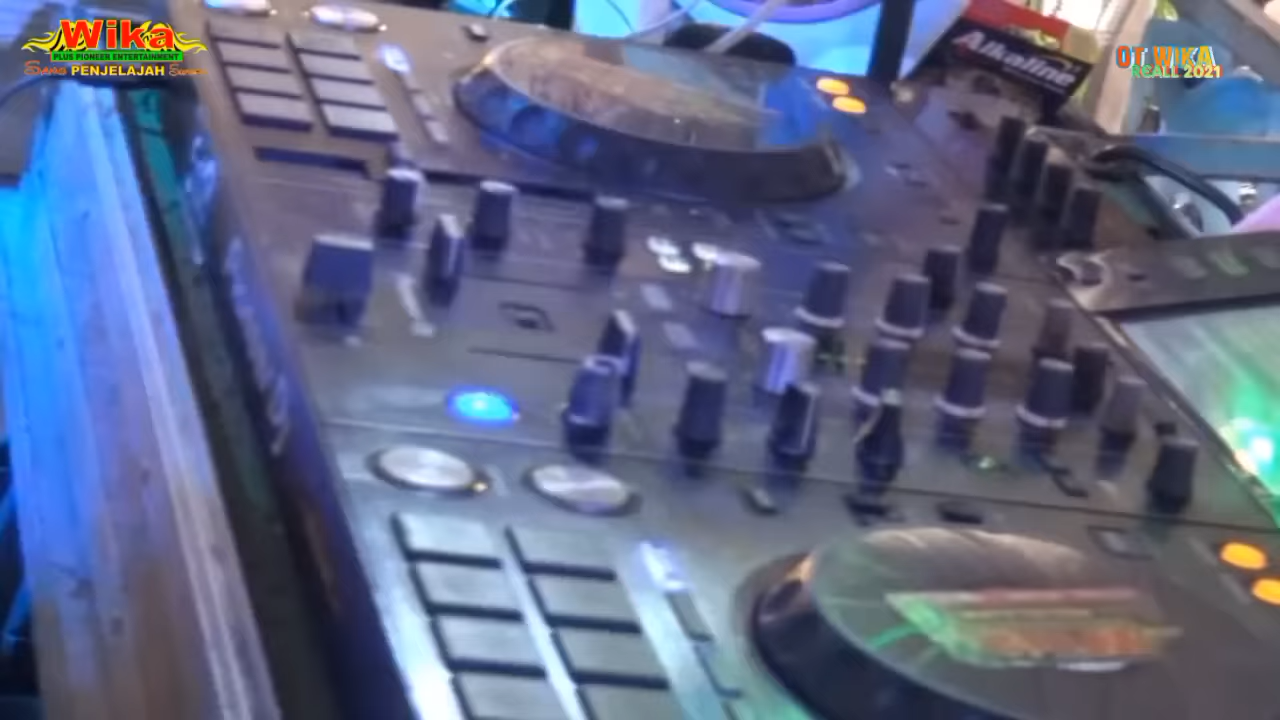 Wika
PLUS PIONEER ENTERTAINMENT
PENJELAJAH
OT WIKA
REALL 2021
Alkaline